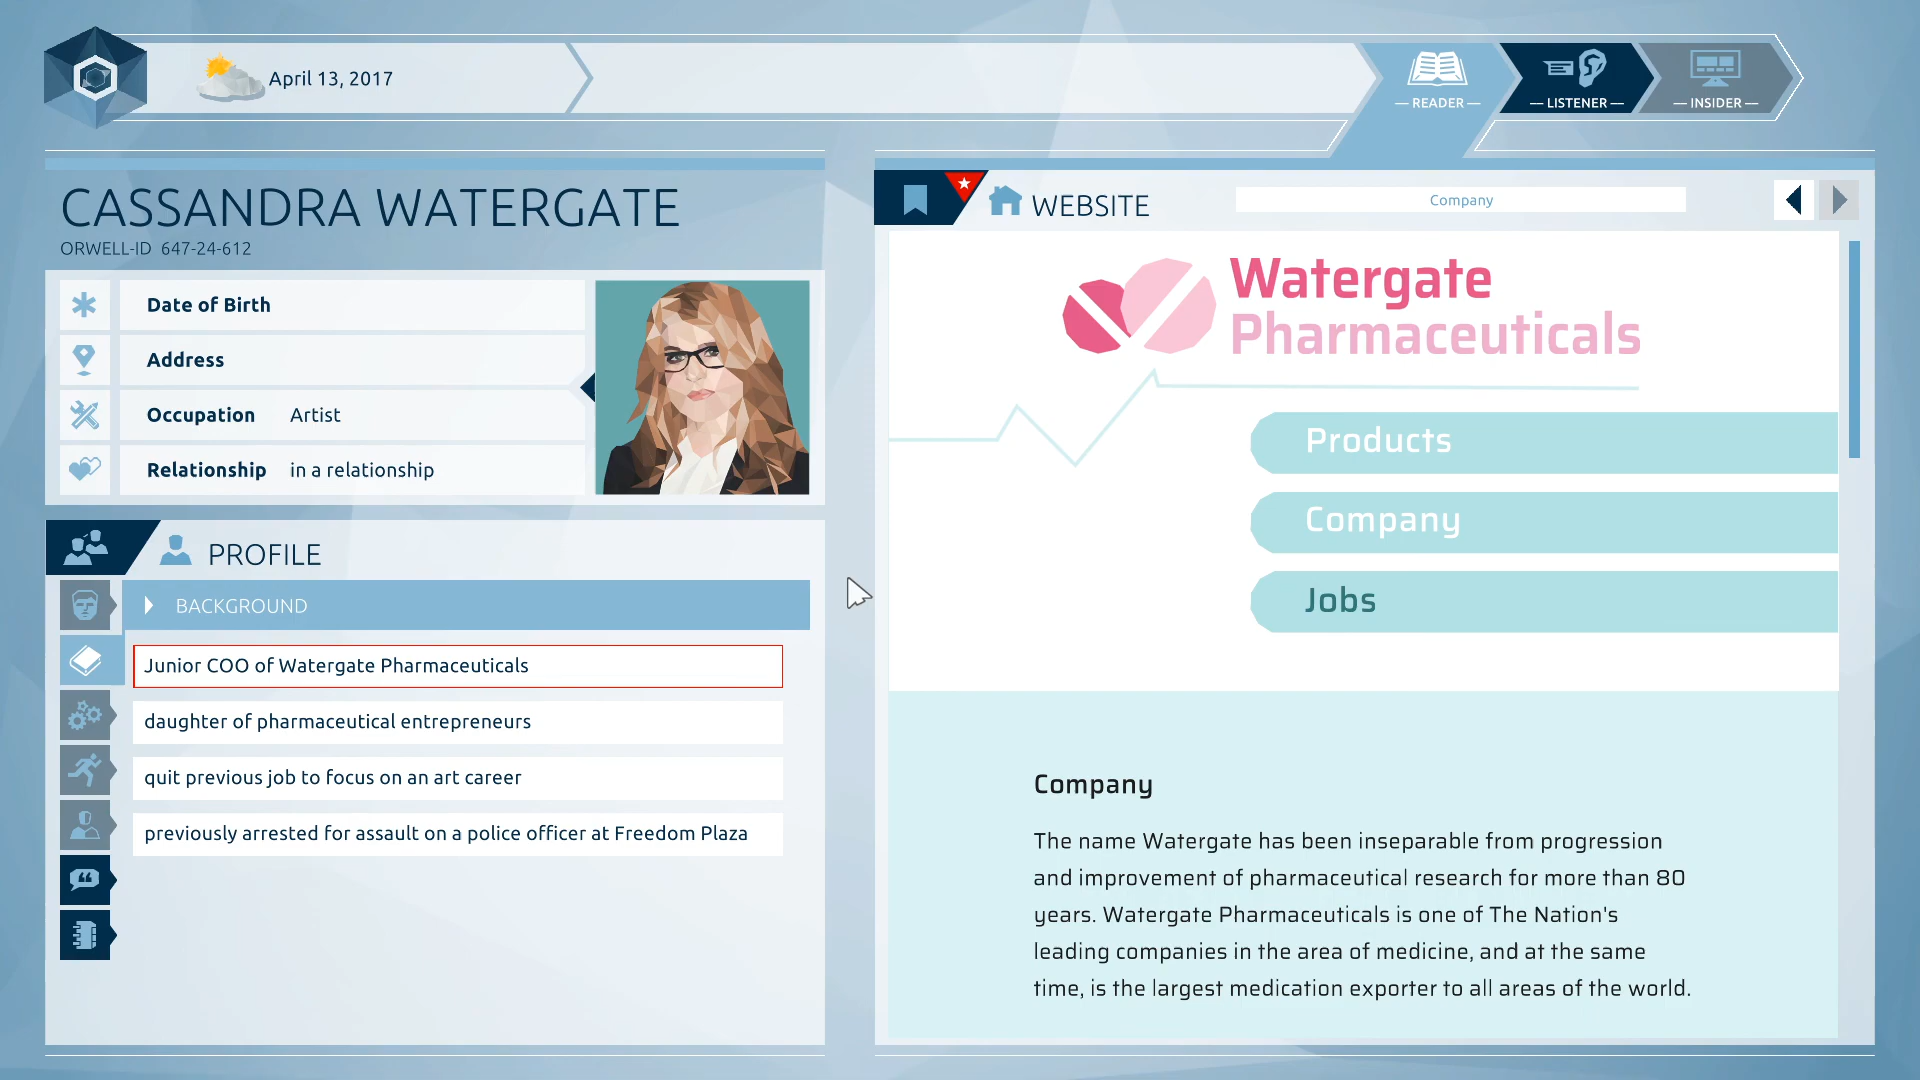 April 13, 2017
— READER —
— LISTENER —
— INSIDER —
CASSANDRA WATERGATE
ORWELL-ID 647-24-612
Date of Birth
Address
Occupation Artist
Relationship in a relationship
PROFILE
BACKGROUND
Junior COO of Watergate Pharmaceuticals
daughter of pharmaceutical entrepreneurs
quit previous job to focus on an art career
previously arrested for assault on a police officer at Freedom Plaza
WEBSITE
Company
Watergate
Pharmaceuticals
Products
Company
Jobs
Company
The name Watergate has been inseparable from progression
and improvement of pharmaceutical research for more than 80
years. Watergate Pharmaceuticals is one of The Nation's
leading companies in the area of medicine, and at the same
time, is the largest medication exporter to all areas of the world.